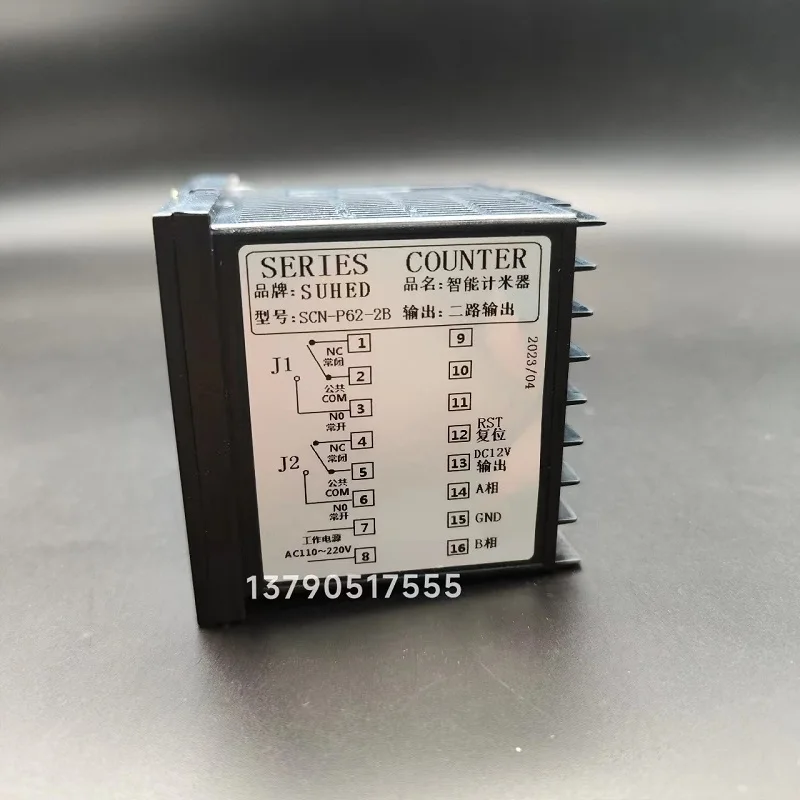 SERIES COUNTER
品牌:SUHED 品名:智能计米器
型号:SCN-P62-2B 输出:二路输出
2023/04
J1
1
NC
常闭
2
公共
COM
3
N0
常开
J2
4
NC
常闭
5
公共
COM
6
N0
常开
7
工作电源
AC110~220V
8
9
10
11
12 RST
复位
13 DC12V
输出
14 A相
15 GND
16 B相
13790517555